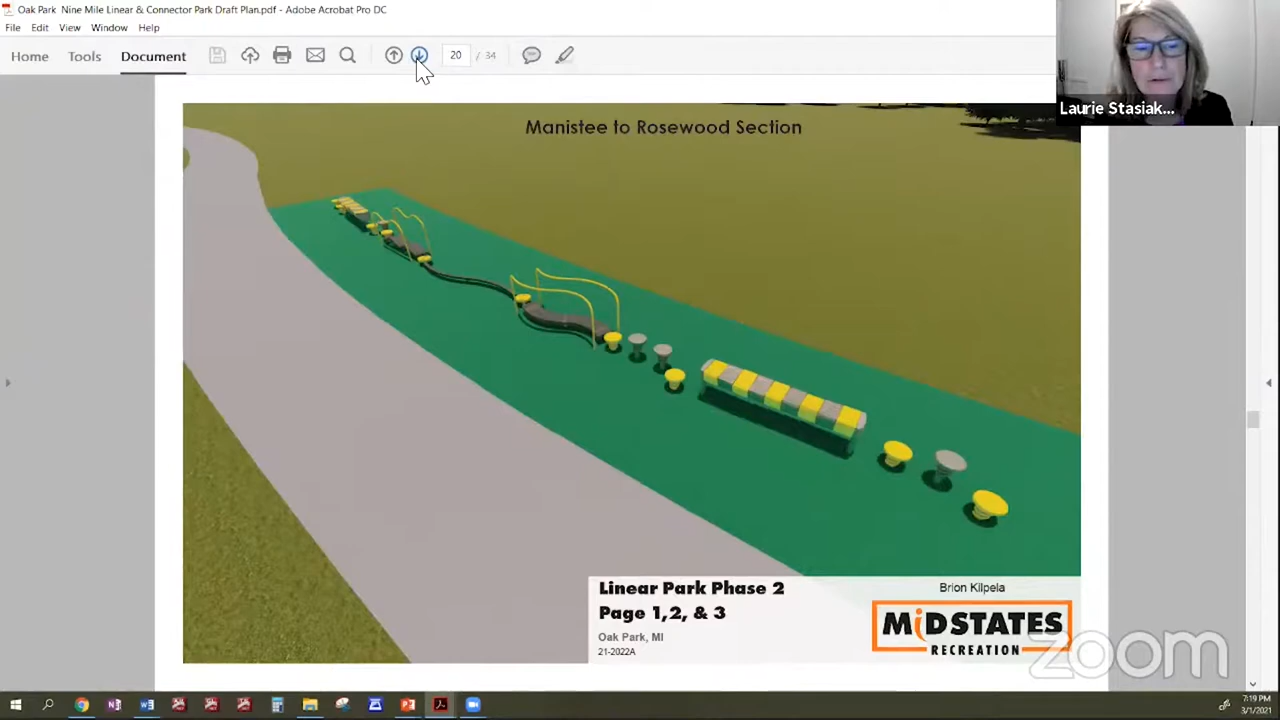 Oak Park Nine Mile Linear & Connector Park Draft Plan.pdf - Adobe Acrobat Pro DC
File Edit View Window Help
Home Tools Document 20 / 34
Laurie Stasiak...
Manistee to Rosewood Section
Linear Park Phase 2
Page 1,2, & 3
Oak Park, MI
21-2022A
Brion Kilpela
MiDSTATES
RECREATION
zoom
7:19 PM
3/1/2021